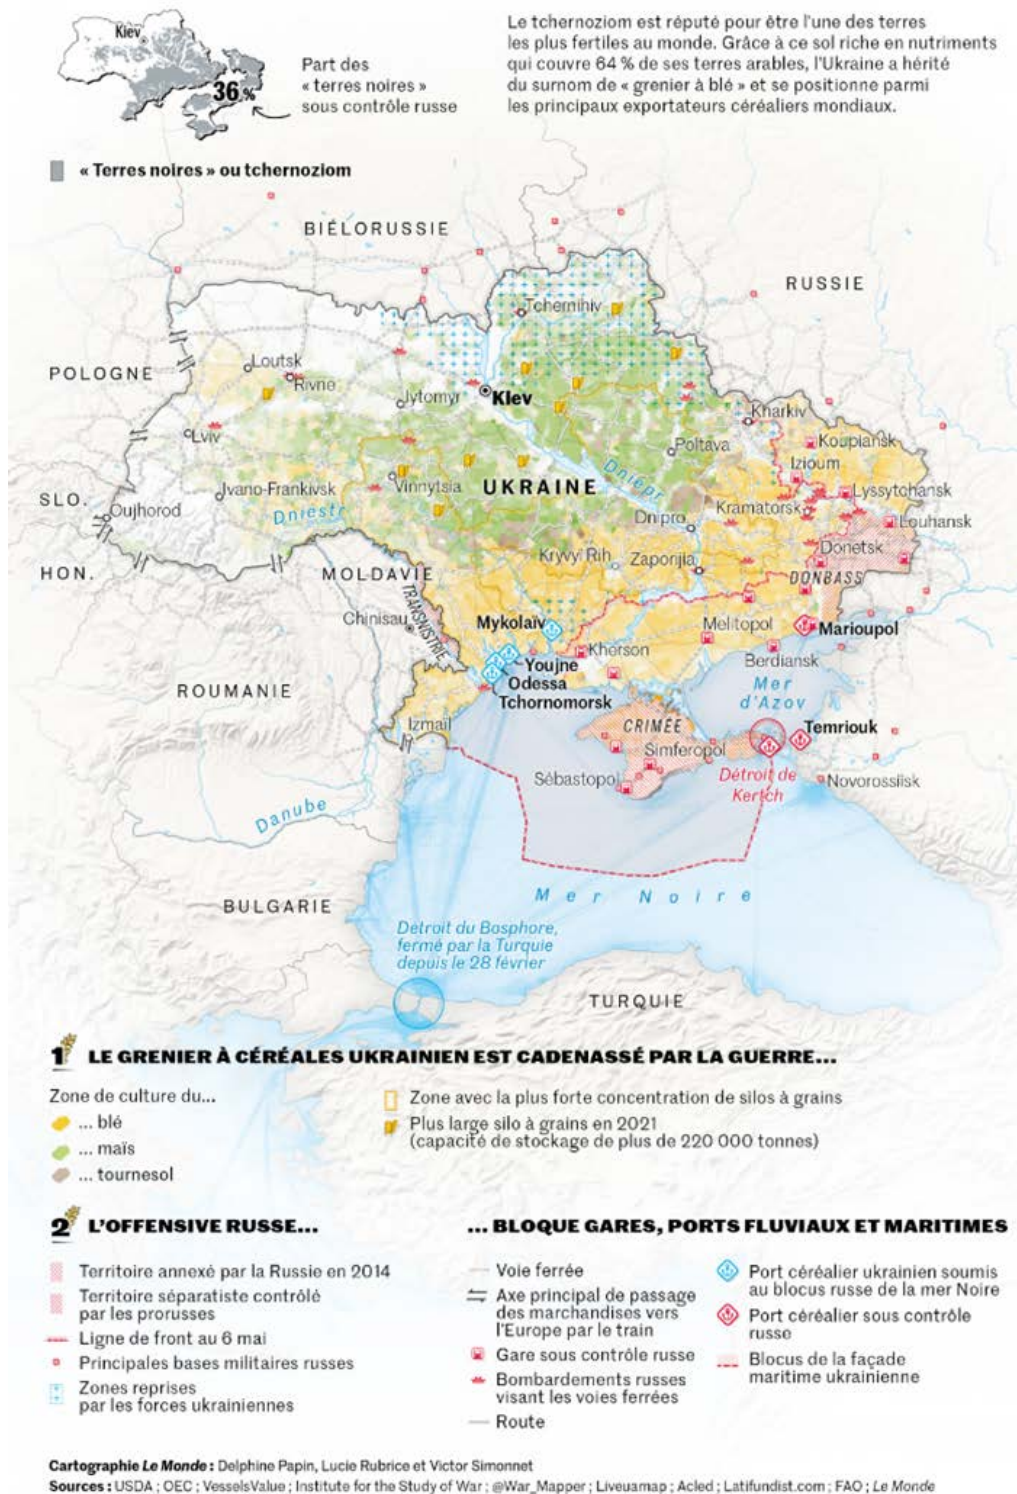 Kiev
36 %
Part des
« terres noires »
sous contrôle russe
Le tchernoziom est réputé pour être l'une des terres
les plus fertiles au monde. Grâce à ce sol riche en nutriments
qui couvre 64 % de ses terres arables, l'Ukraine a hérité
du surnom de « grenier à blé » et se positionne parmi
les principaux exportateurs céréaliers mondiaux.
« Terres noires » ou tchernoziom
BIÉLORUSSIE
RUSSIE
Tchernihiv
POLOGNE
Loutsk
Rivne
Jytomyr
Kiev
Kharkiv
Lviv
Poltava
Koupiansk
Izioum
Ivano-Frankivsk
Vinnytsia
UKRAINE
Dniepr
Lyssytchansk
SLO.
Oujhorod
Dniestr
Dnipro
Kramatorsk
Louhansk
Kryvyï Rih
Zaporijia
Donetsk
HON.
MOLDAVIE
DONBASS
TRANSNISTRIE
Chinisau
Mykolaïv
Melitopol
Marioupol
Kherson
Youjne
Berdiansk
Odessa
Tchornomorsk
Mer
d'Azov
ROUMANIE
Izmaïl
CRIMÉE
Temriouk
Simferopol
Sébastopol
Détroit de
Kertch
Novorossiisk
Danube
Mer Noire
BULGARIE
Détroit du Bosphore,
fermé par la Turquie
depuis le 28 février
TURQUIE
1 LE GRENIER À CÉRÉALES UKRAINIEN EST CADENASSÉ PAR LA GUERRE...
Zone de culture du...
... blé
... maïs
... tournesol
Zone avec la plus forte concentration de silos à grains
Plus large silo à grains en 2021
(capacité de stockage de plus de 220 000 tonnes)
2 L'OFFENSIVE RUSSE...
Territoire annexé par la Russie en 2014
Territoire séparatiste contrôlé
par les prorusses
Ligne de front au 6 mai
Principales bases militaires russes
Zones reprises
par les forces ukrainiennes
... BLOQUE GARES, PORTS FLUVIAUX ET MARITIMES
Voie ferrée
Axe principal de passage
des marchandises vers
l'Europe par le train
Gare sous contrôle russe
Bombardements russes
visant les voies ferrées
Route
Port céréalier ukrainien soumis
au blocus russe de la mer Noire
Port céréalier sous contrôle
russe
Blocus de la façade
maritime ukrainienne
Cartographie Le Monde : Delphine Papin, Lucie Rubrice et Victor Simonnet
Sources : USDA ; OEC ; VesselsValue ; Institute for the Study of War ; @War_Mapper ; Liveuamap ; Acled ; Latifundist.com ; FAO ; Le Monde